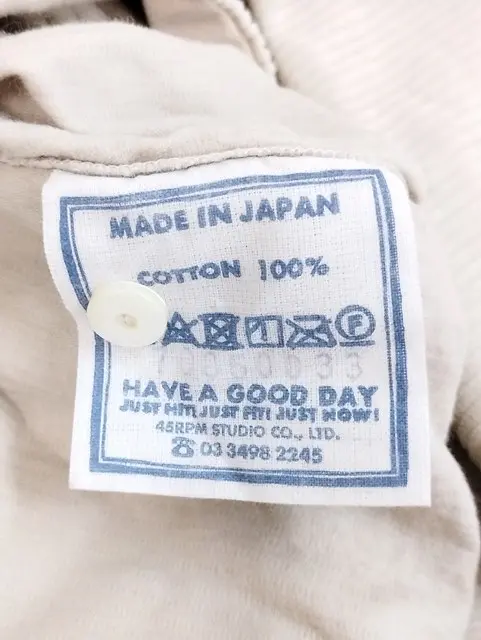 MADE IN JAPAN
COTTON 100%
F
HAVE A GOOD DAY
JUST HIT! JUST FIT! JUST NOW!
45RPM STUDIO CO., LTD.
☎ 03 3498 2245